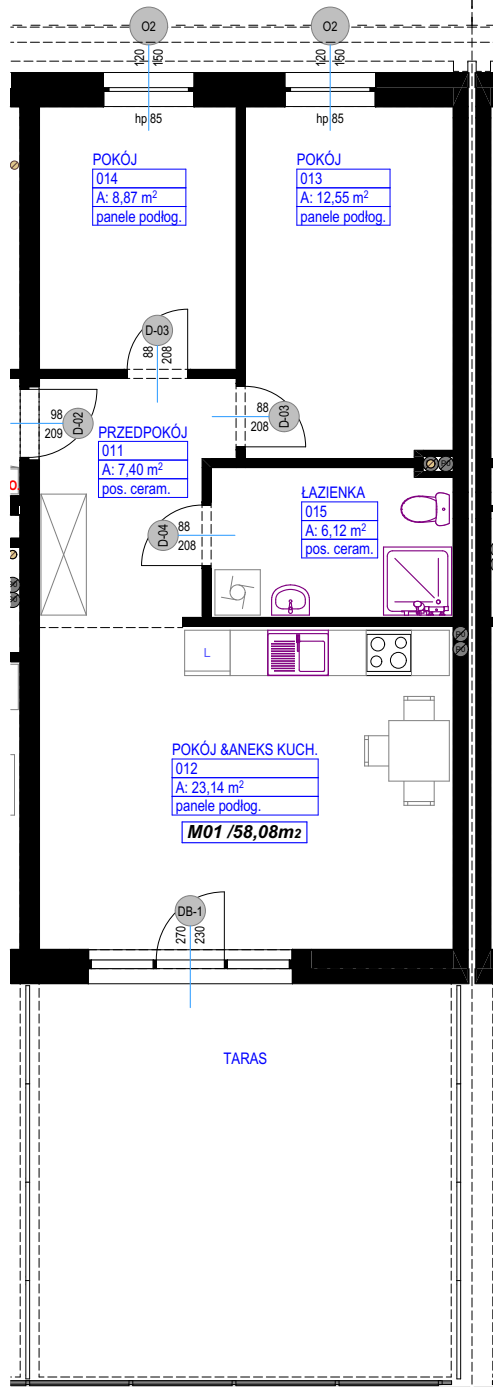 O2
O2
120
150
120
150
hp 85
hp 85
POKÓJ
014
A: 8,87 m²
panele podłog.
POKÓJ
013
A: 12,55 m²
panele podłog.
D-03
88
208
98
209
D-02
88
208
D-03
PRZEDPOKÓJ
011
A: 7,40 m²
pos. ceram.
ŁAZIENKA
015
A: 6,12 m²
pos. ceram.
D-04
88
208
L
POKÓJ &ANEKS KUCH.
012
A: 23,14 m²
panele podłog.
M01 /58,08m2
DB-1
270
230
TARAS